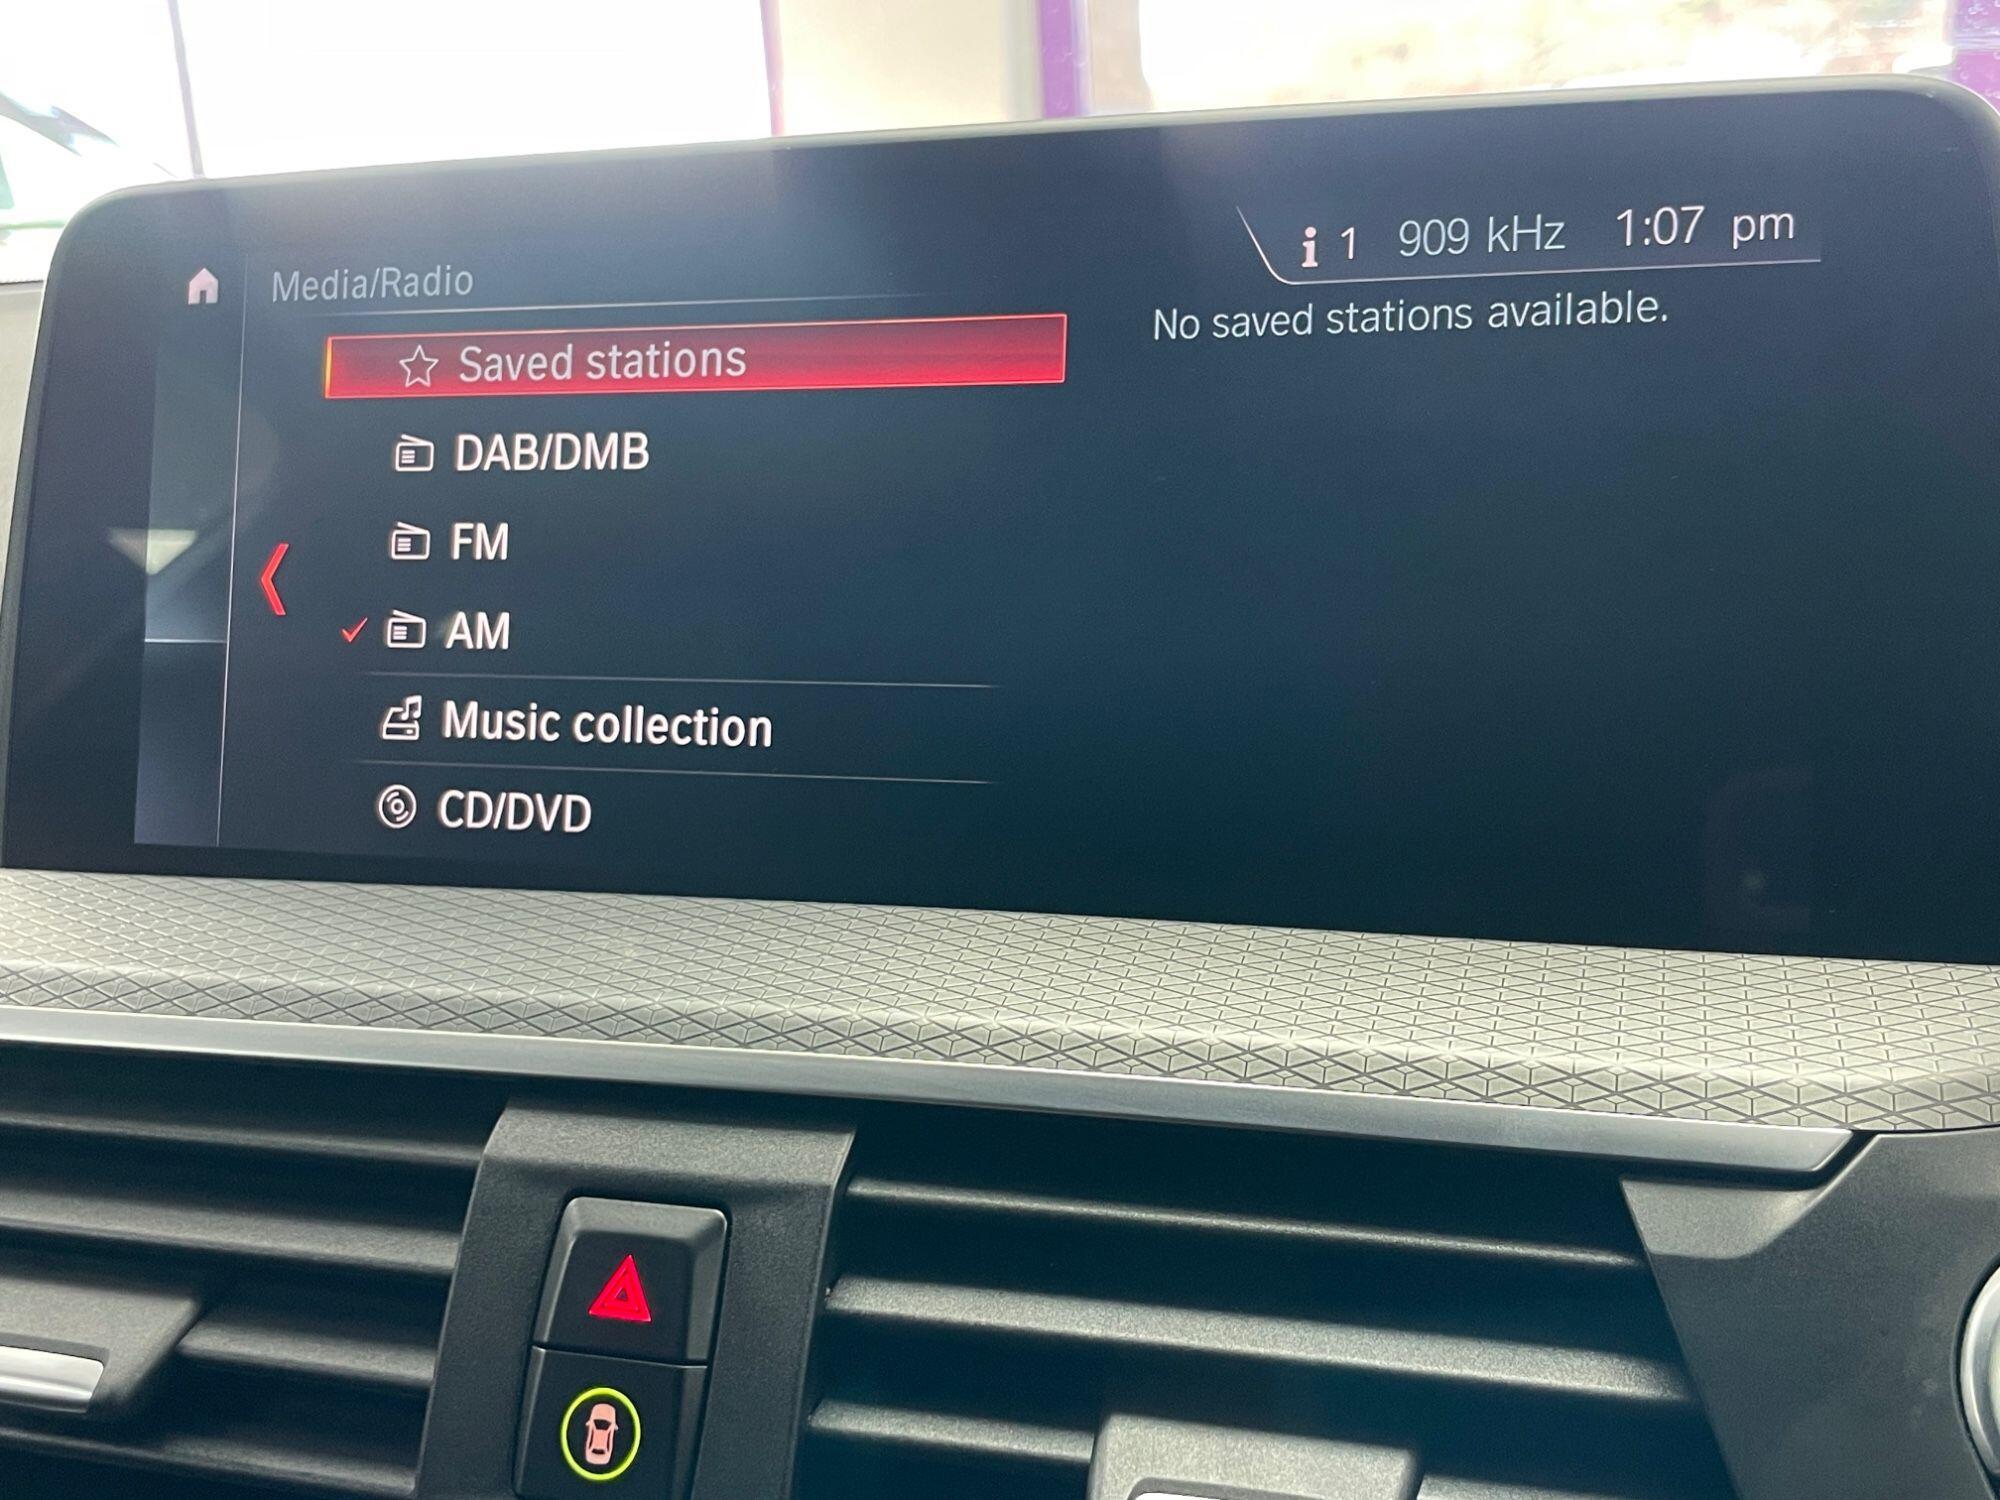 1 909 kHz 1:07 pm
Media/Radio
Saved stations
No saved stations available.
DAB/DMB
FM
AM
Music collection
CD/DVD